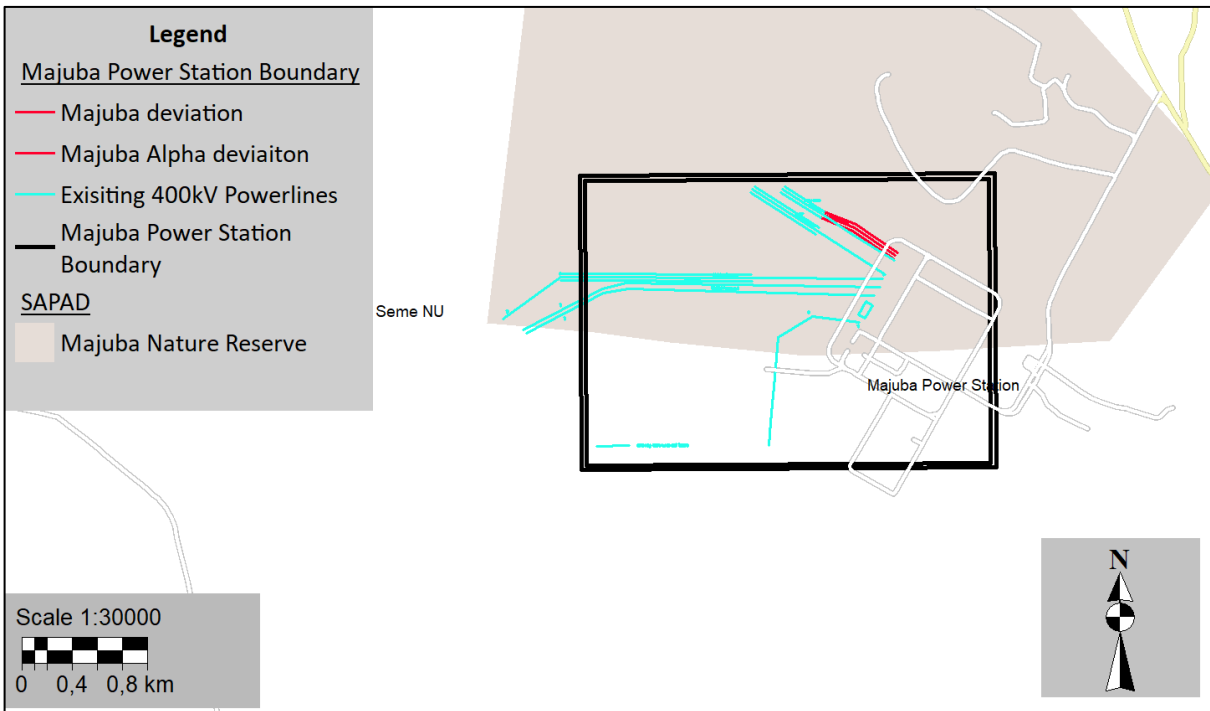 Legend
Majuba Power Station Boundary
Majuba deviation
Majuba Alpha deviaiton
Exisiting 400kV Powerlines
Majuba Power Station
Boundary
SAPAD
Majuba Nature Reserve
Seme NU
Majuba Power Station
Scale 1:30000
0 0,4 0,8 km
N